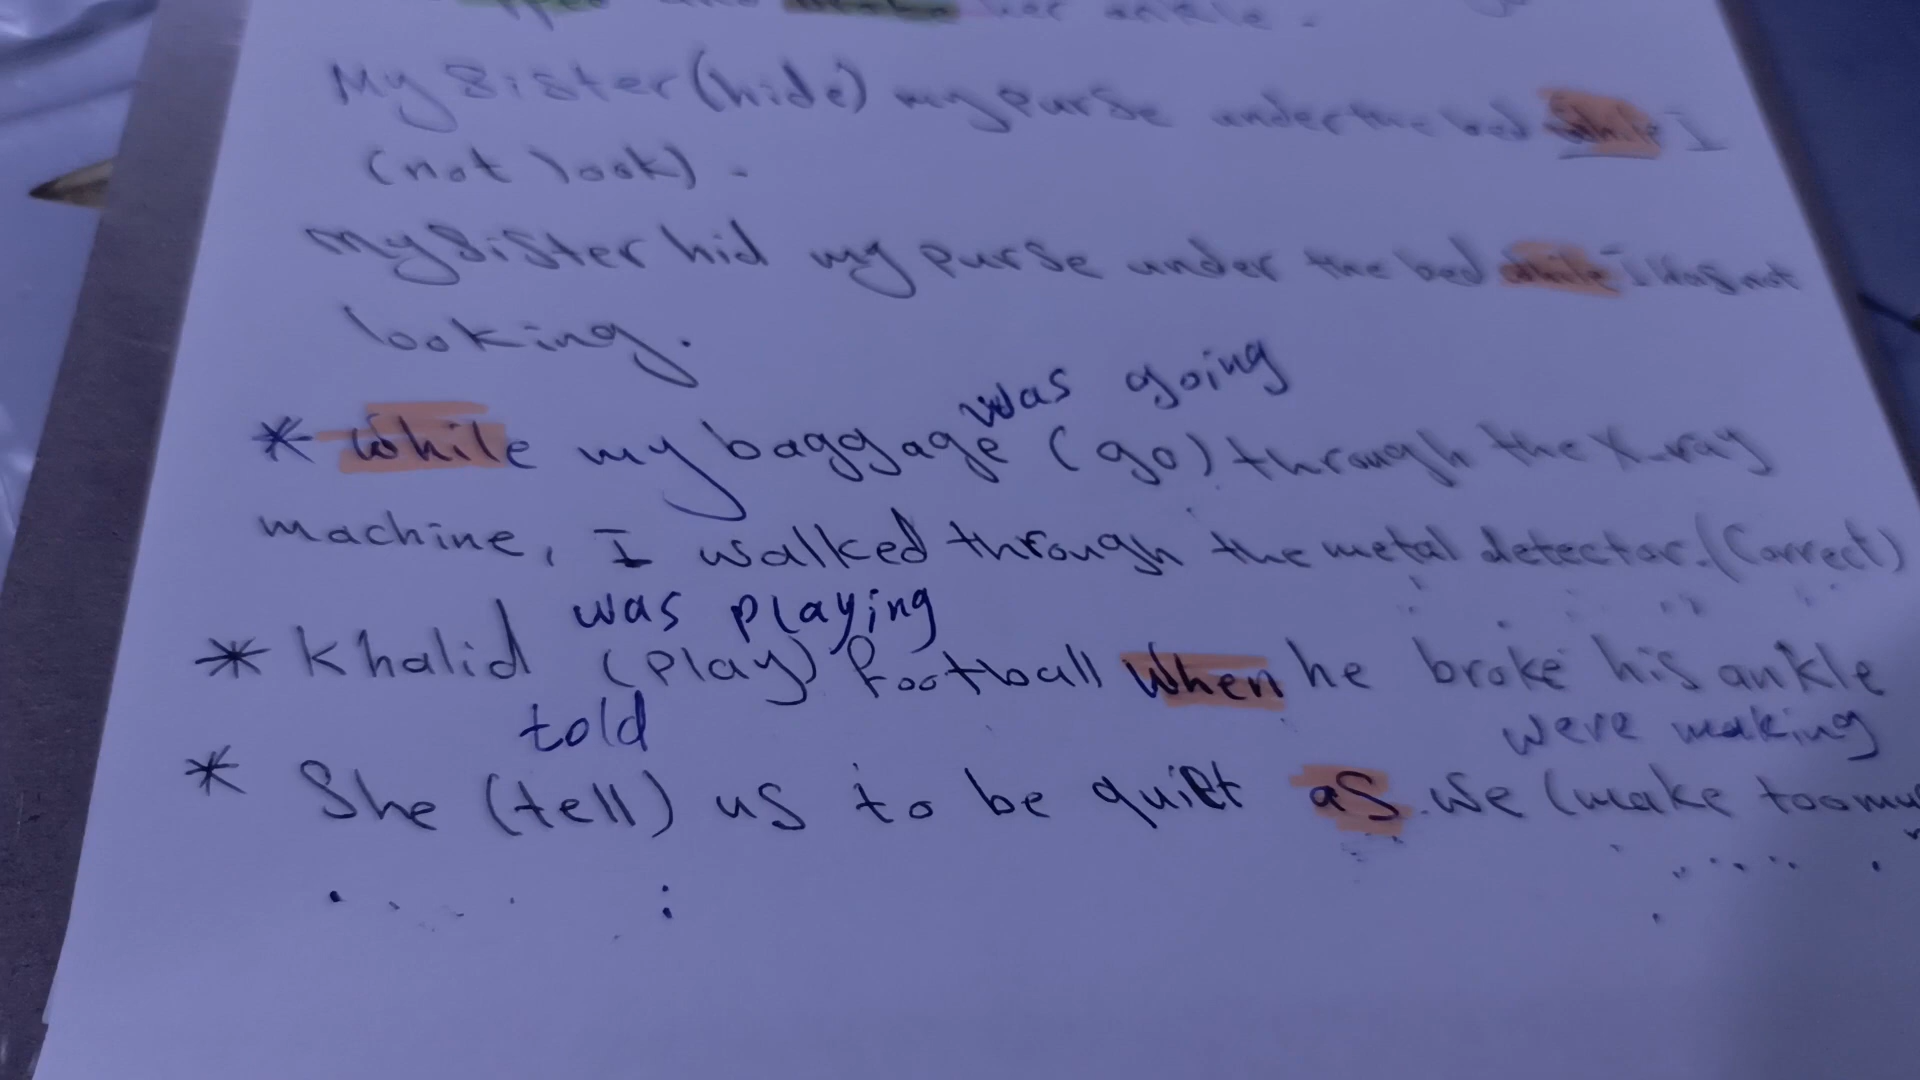 her ankle.
My Sister (hide) my purse under the bed while I
(not look).
my Sister hid my purse under the bed while I was not
looking.
was going
* While my baggage (go) through the X-ray
machine, I walked through the metal detector. (Correct)
was playing
* Khalid (play) football when he broke his ankle
told
were making
* She (tell) us to be quiet as we (make too